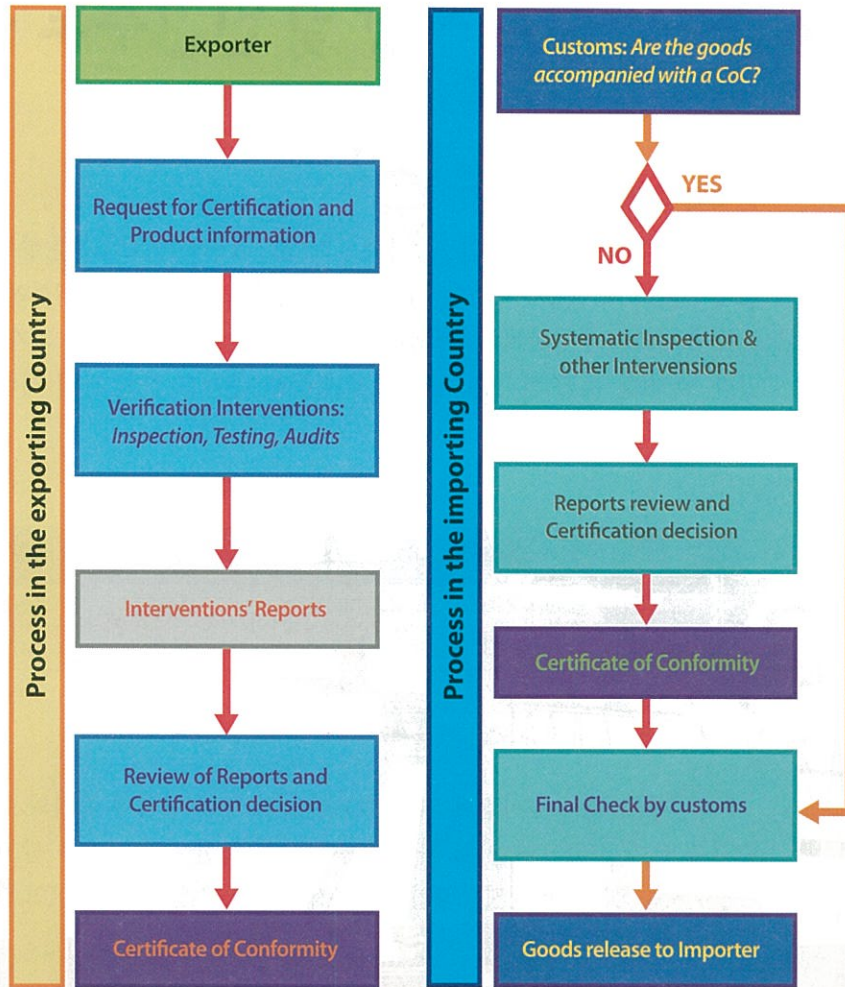 Process in the exporting Country
Exporter
Request for Certification and
Product information
Verification Interventions:
Inspection, Testing, Audits
Interventions' Reports
Review of Reports and
Certification decision
Certificate of Conformity
Process in the importing Country
Customs: Are the goods
accompanied with a CoC?
YES
NO
Systematic Inspection &
other Intervensions
Reports review and
Certification decision
Certificate of Conformity
Final Check by customs
Goods release to Importer